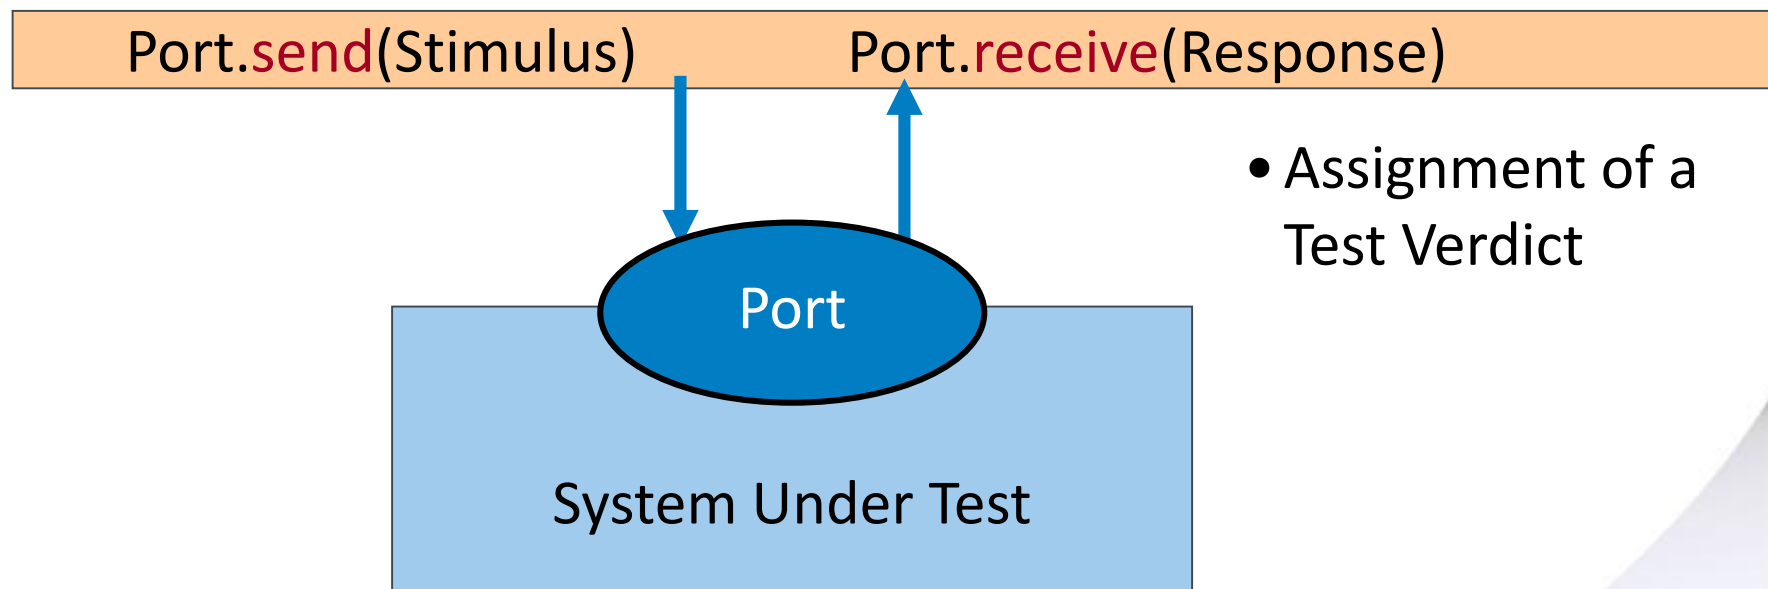 Port.send(Stimulus)
Port.receive(Response)
• Assignment of a
Test Verdict
Port
System Under Test